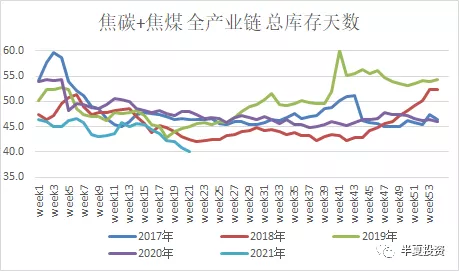 焦碳+焦煤 全产业链 总库存天数
60.0
55.0
50.0
45.0
40.0
35.0
week1
week3
week5
week7
week9
week11
week13
week15
week17
week19
week21
week23
week25
week27
week29
week31
week33
week35
week37
week39
week41
week43
week45
week47
week49
week51
week53
2017年
2018年
2019年
2020年
2021年
半夏投资